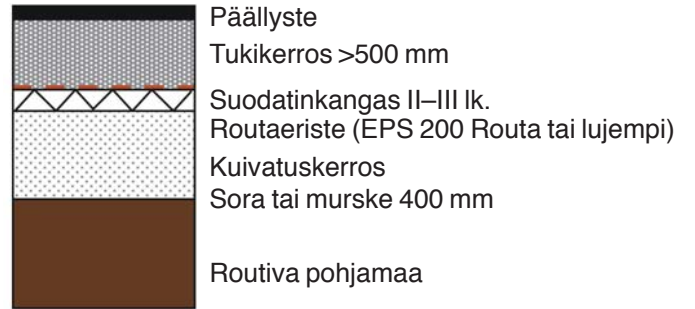 Päällyste
Tukikerros >500 mm
Suodatinkangas II–III lk.
Routaeriste (EPS 200 Routa tai lujempi)
Kuivatuskerros
Sora tai murske 400 mm
Routiva pohjamaa